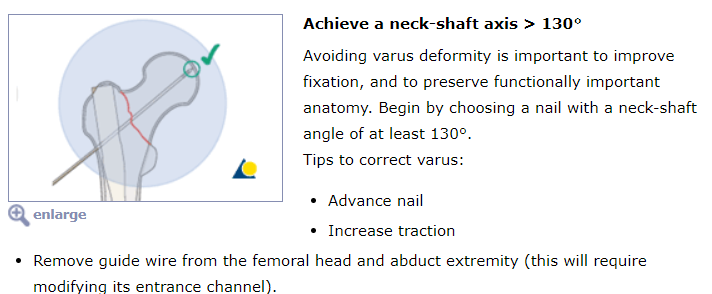 Achieve a neck-shaft axis > 130°
Avoiding varus deformity is important to improve
fixation, and to preserve functionally important
anatomy. Begin by choosing a nail with a neck-shaft
angle of at least 130º.
Tips to correct varus:
• Advance nail
• Increase traction
enlarge
• Remove guide wire from the femoral head and abduct extremity (this will require
modifying its entrance channel).